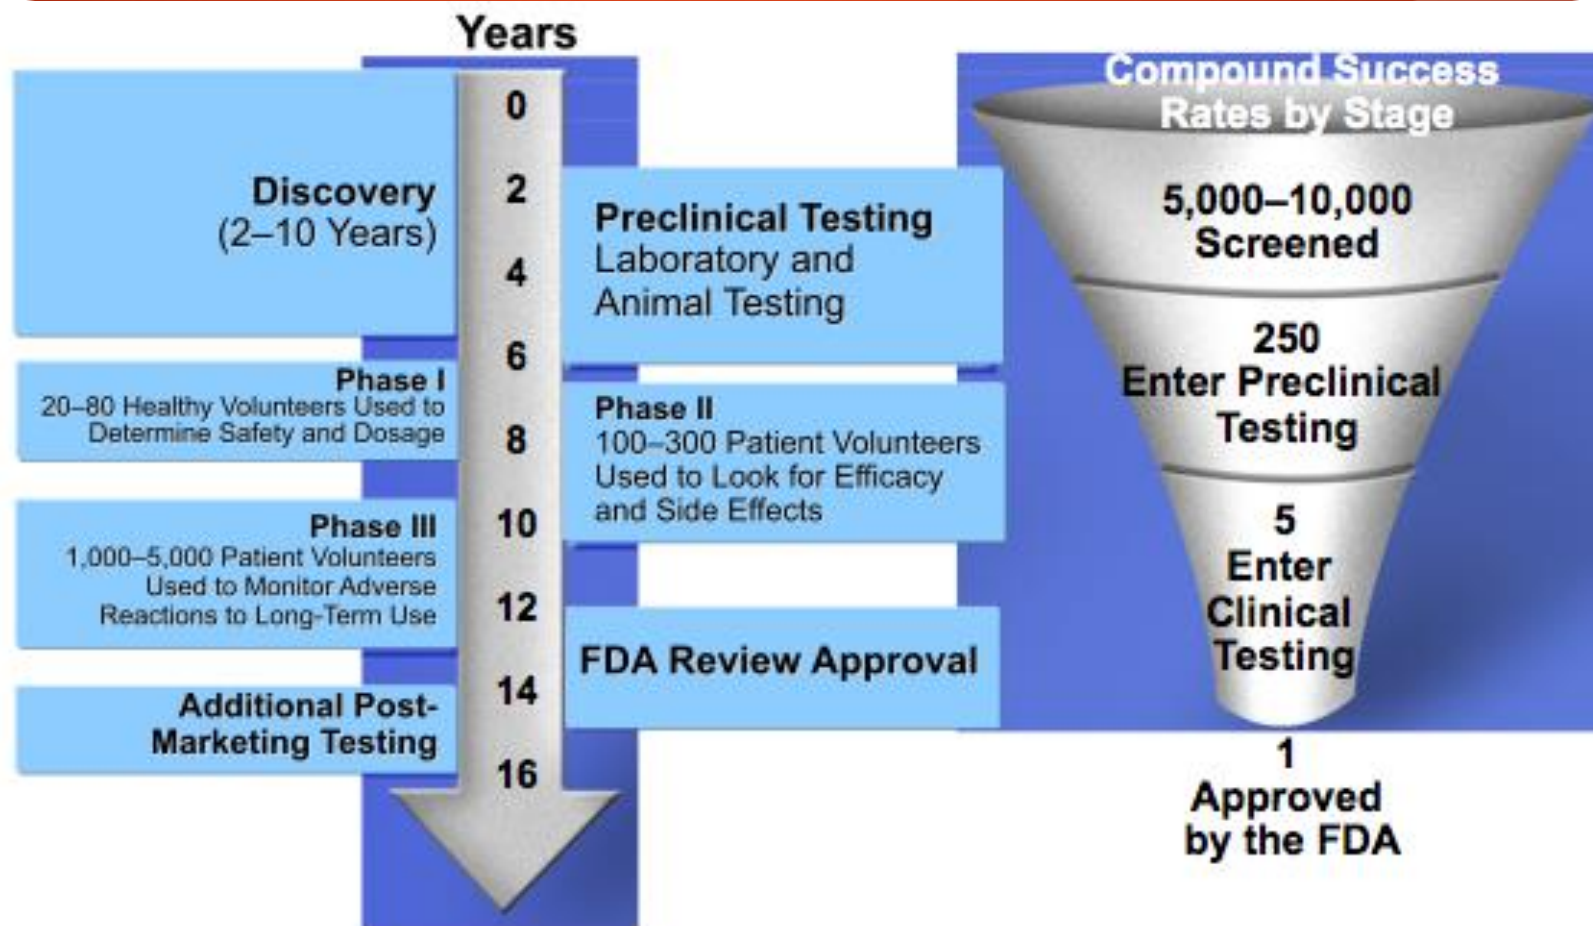 Years
0
2
4
6
8
10
12
14
16
Discovery
(2–10 Years)
Preclinical Testing
Laboratory and
Animal Testing
Phase I
20–80 Healthy Volunteers Used to
Determine Safety and Dosage
Phase II
100–300 Patient Volunteers
Used to Look for Efficacy
and Side Effects
Phase III
1,000–5,000 Patient Volunteers
Used to Monitor Adverse
Reactions to Long-Term Use
FDA Review Approval
Additional Post-
Marketing Testing
Compound Success
Rates by Stage
5,000–10,000
Screened
250
Enter Preclinical
Testing
5
Enter
Clinical
Testing
1
Approved
by the FDA